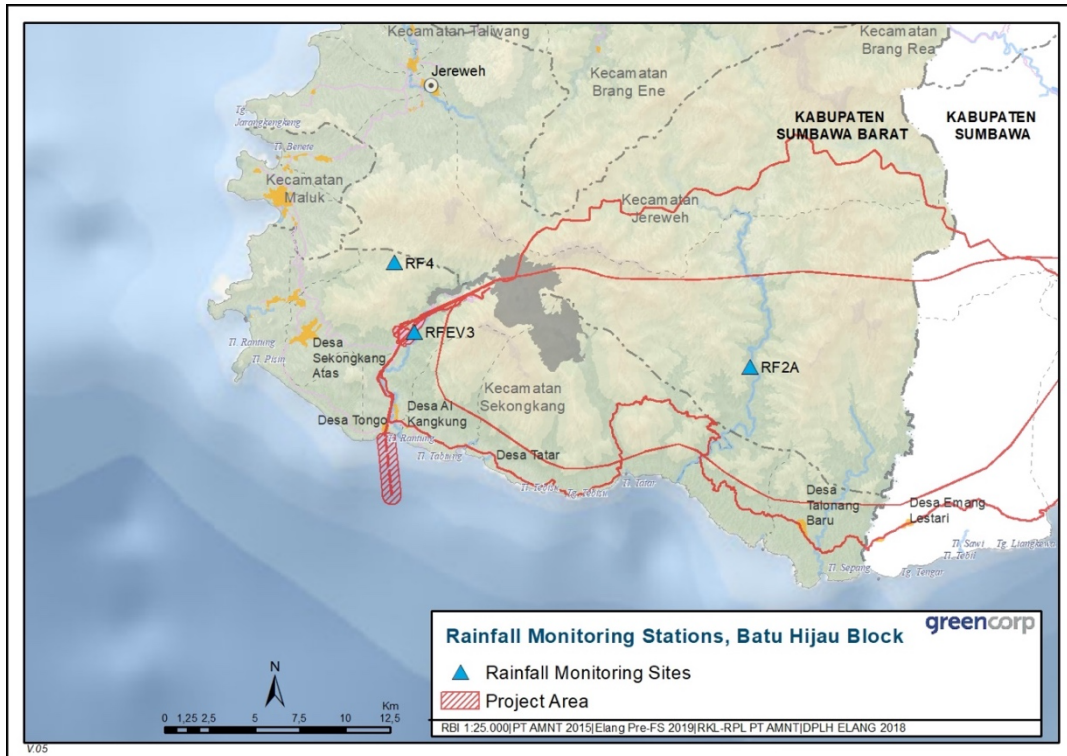 Kecamatan Taliwang
Kecamatan
Brang Rea
Jereweh
Kecamatan
Brang Ene
Tg.
Jarangkengkeng
KABUPATEN
SUMBAWA BARAT
KABUPATEN
SUMBAWA
Tl. Benete
Kecamatan
Maluk
Kecamatan
Jereweh
RF4
RFEV3
Desa
Sekongkang
Atas
Tl. Rantung
RF2A
Kecamatan
Sekongkang
Desa Tongo
Desa AI
Kangkung
Tl. Rantung
Desa Tatar
Tl. Tatar
Desa
Talonang
Baru
Desa Emang
Lestari
Tl. Sawi
Tl. Tebil
Tl. Sepang
Tg. Tengar
greencorp
Rainfall Monitoring Stations, Batu Hijau Block
Rainfall Monitoring Sites
Project Area
RBI 1:25.000|PT AMNT 2015|Elang Pre-FS 2019|RKL-RPL PT AMNT|DPLH ELANG 2018
N
Km
0 1,25 2,5 5 7,5 10 12,5
V.05